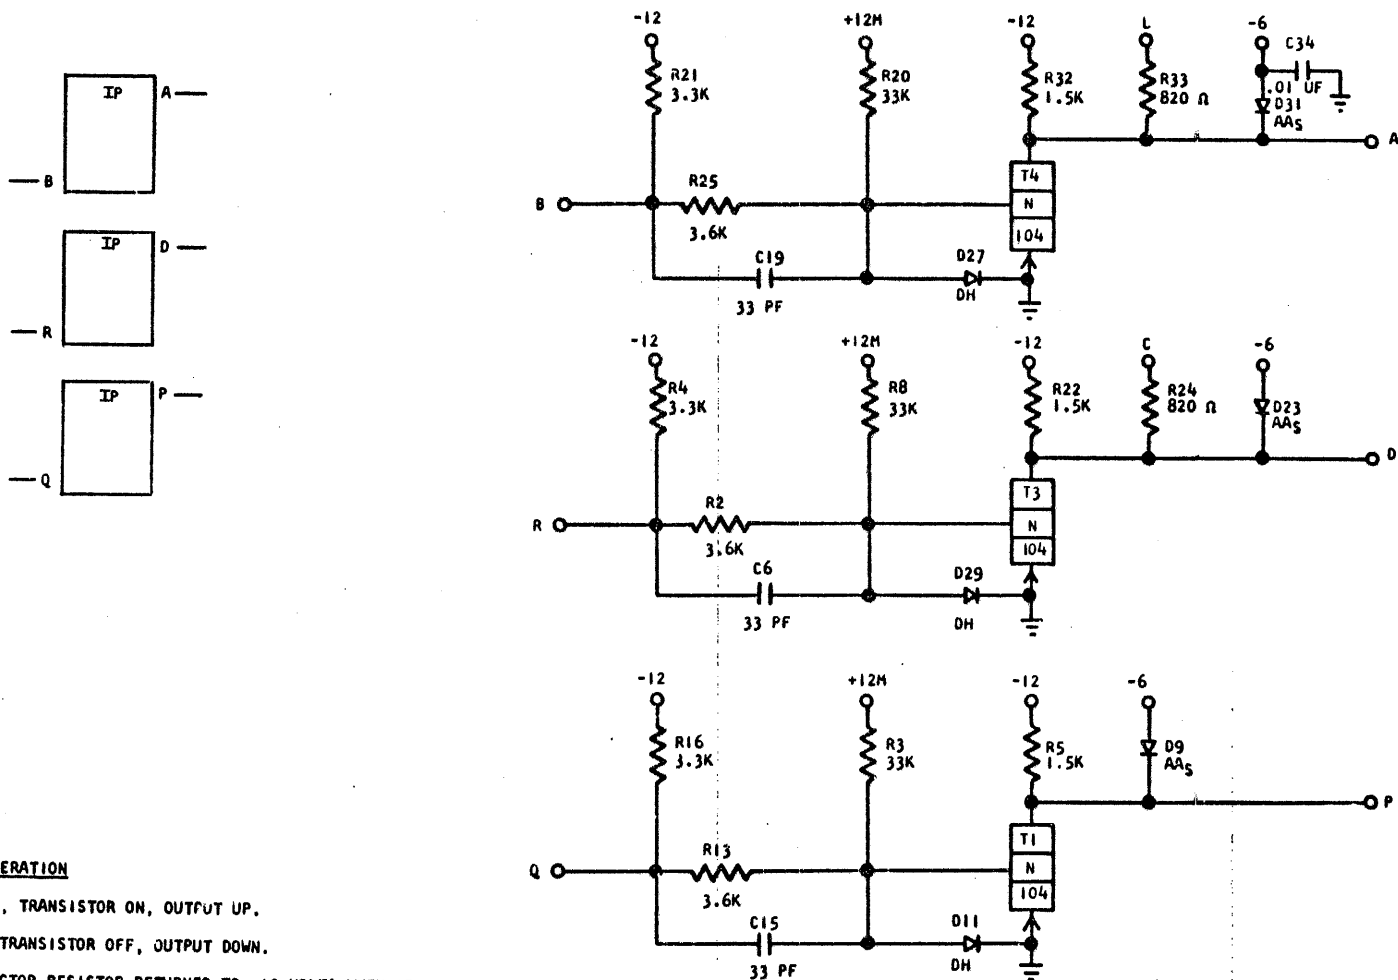 -12
+12M
-12
L
-6
C34
R21
3.3K
R20
33K
R32
1.5K
R33
820 Ω
.01 UF
D31
AAS
A
IP
A
B
T4
N
104
B
R25
3.6K
C19
33 PF
D27
DH
IP
D
R
-12
+12M
-12
C
-6
R4
3.3K
R8
33K
R22
1.5K
R24
820 Ω
D23
AAS
D
IP
P
Q
T3
N
104
R
R2
3.6K
C6
33 PF
D29
DH
-12
+12M
-12
-6
R16
3.3K
R3
33K
R5
1.5K
D9
AAS
P
T1
N
104
Q
R13
3.6K
C15
33 PF
D11
DH
ERATION
, TRANSISTOR ON, OUTPUT UP.
TRANSISTOR OFF, OUTPUT DOWN.